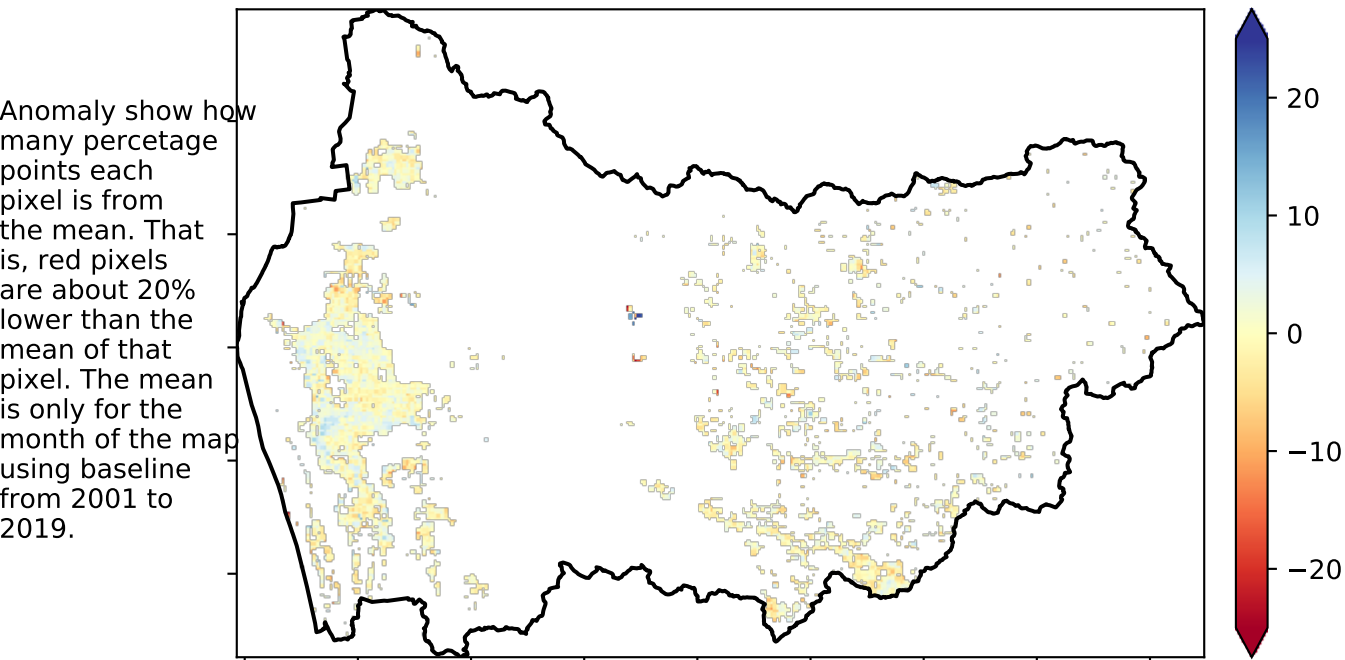 Anomaly show how
many percetage
points each
pixel is from
the mean. That
is, red pixels
are about 20%
lower than the
mean of that
pixel. The mean
is only for the
month of the map
using baseline
from 2001 to
2019.
20
10
0
−10
−20